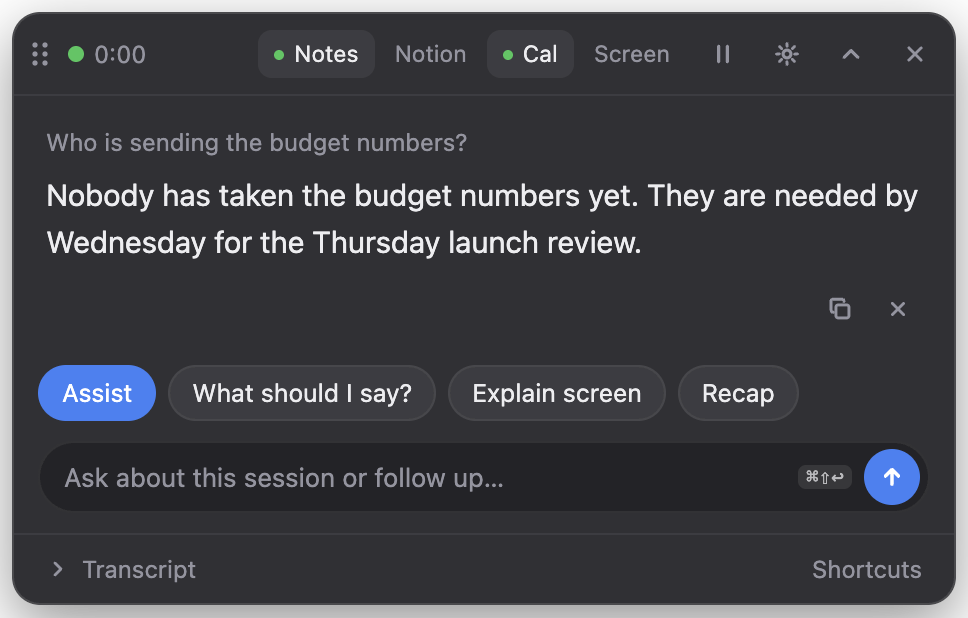 0:00 Notes Notion Cal Screen
Who is sending the budget numbers?
Nobody has taken the budget numbers yet. They are needed by
Wednesday for the Thursday launch review.
Assist What should I say? Explain screen Recap
Ask about this session or follow up...
⌘⇧↩
Transcript Shortcuts